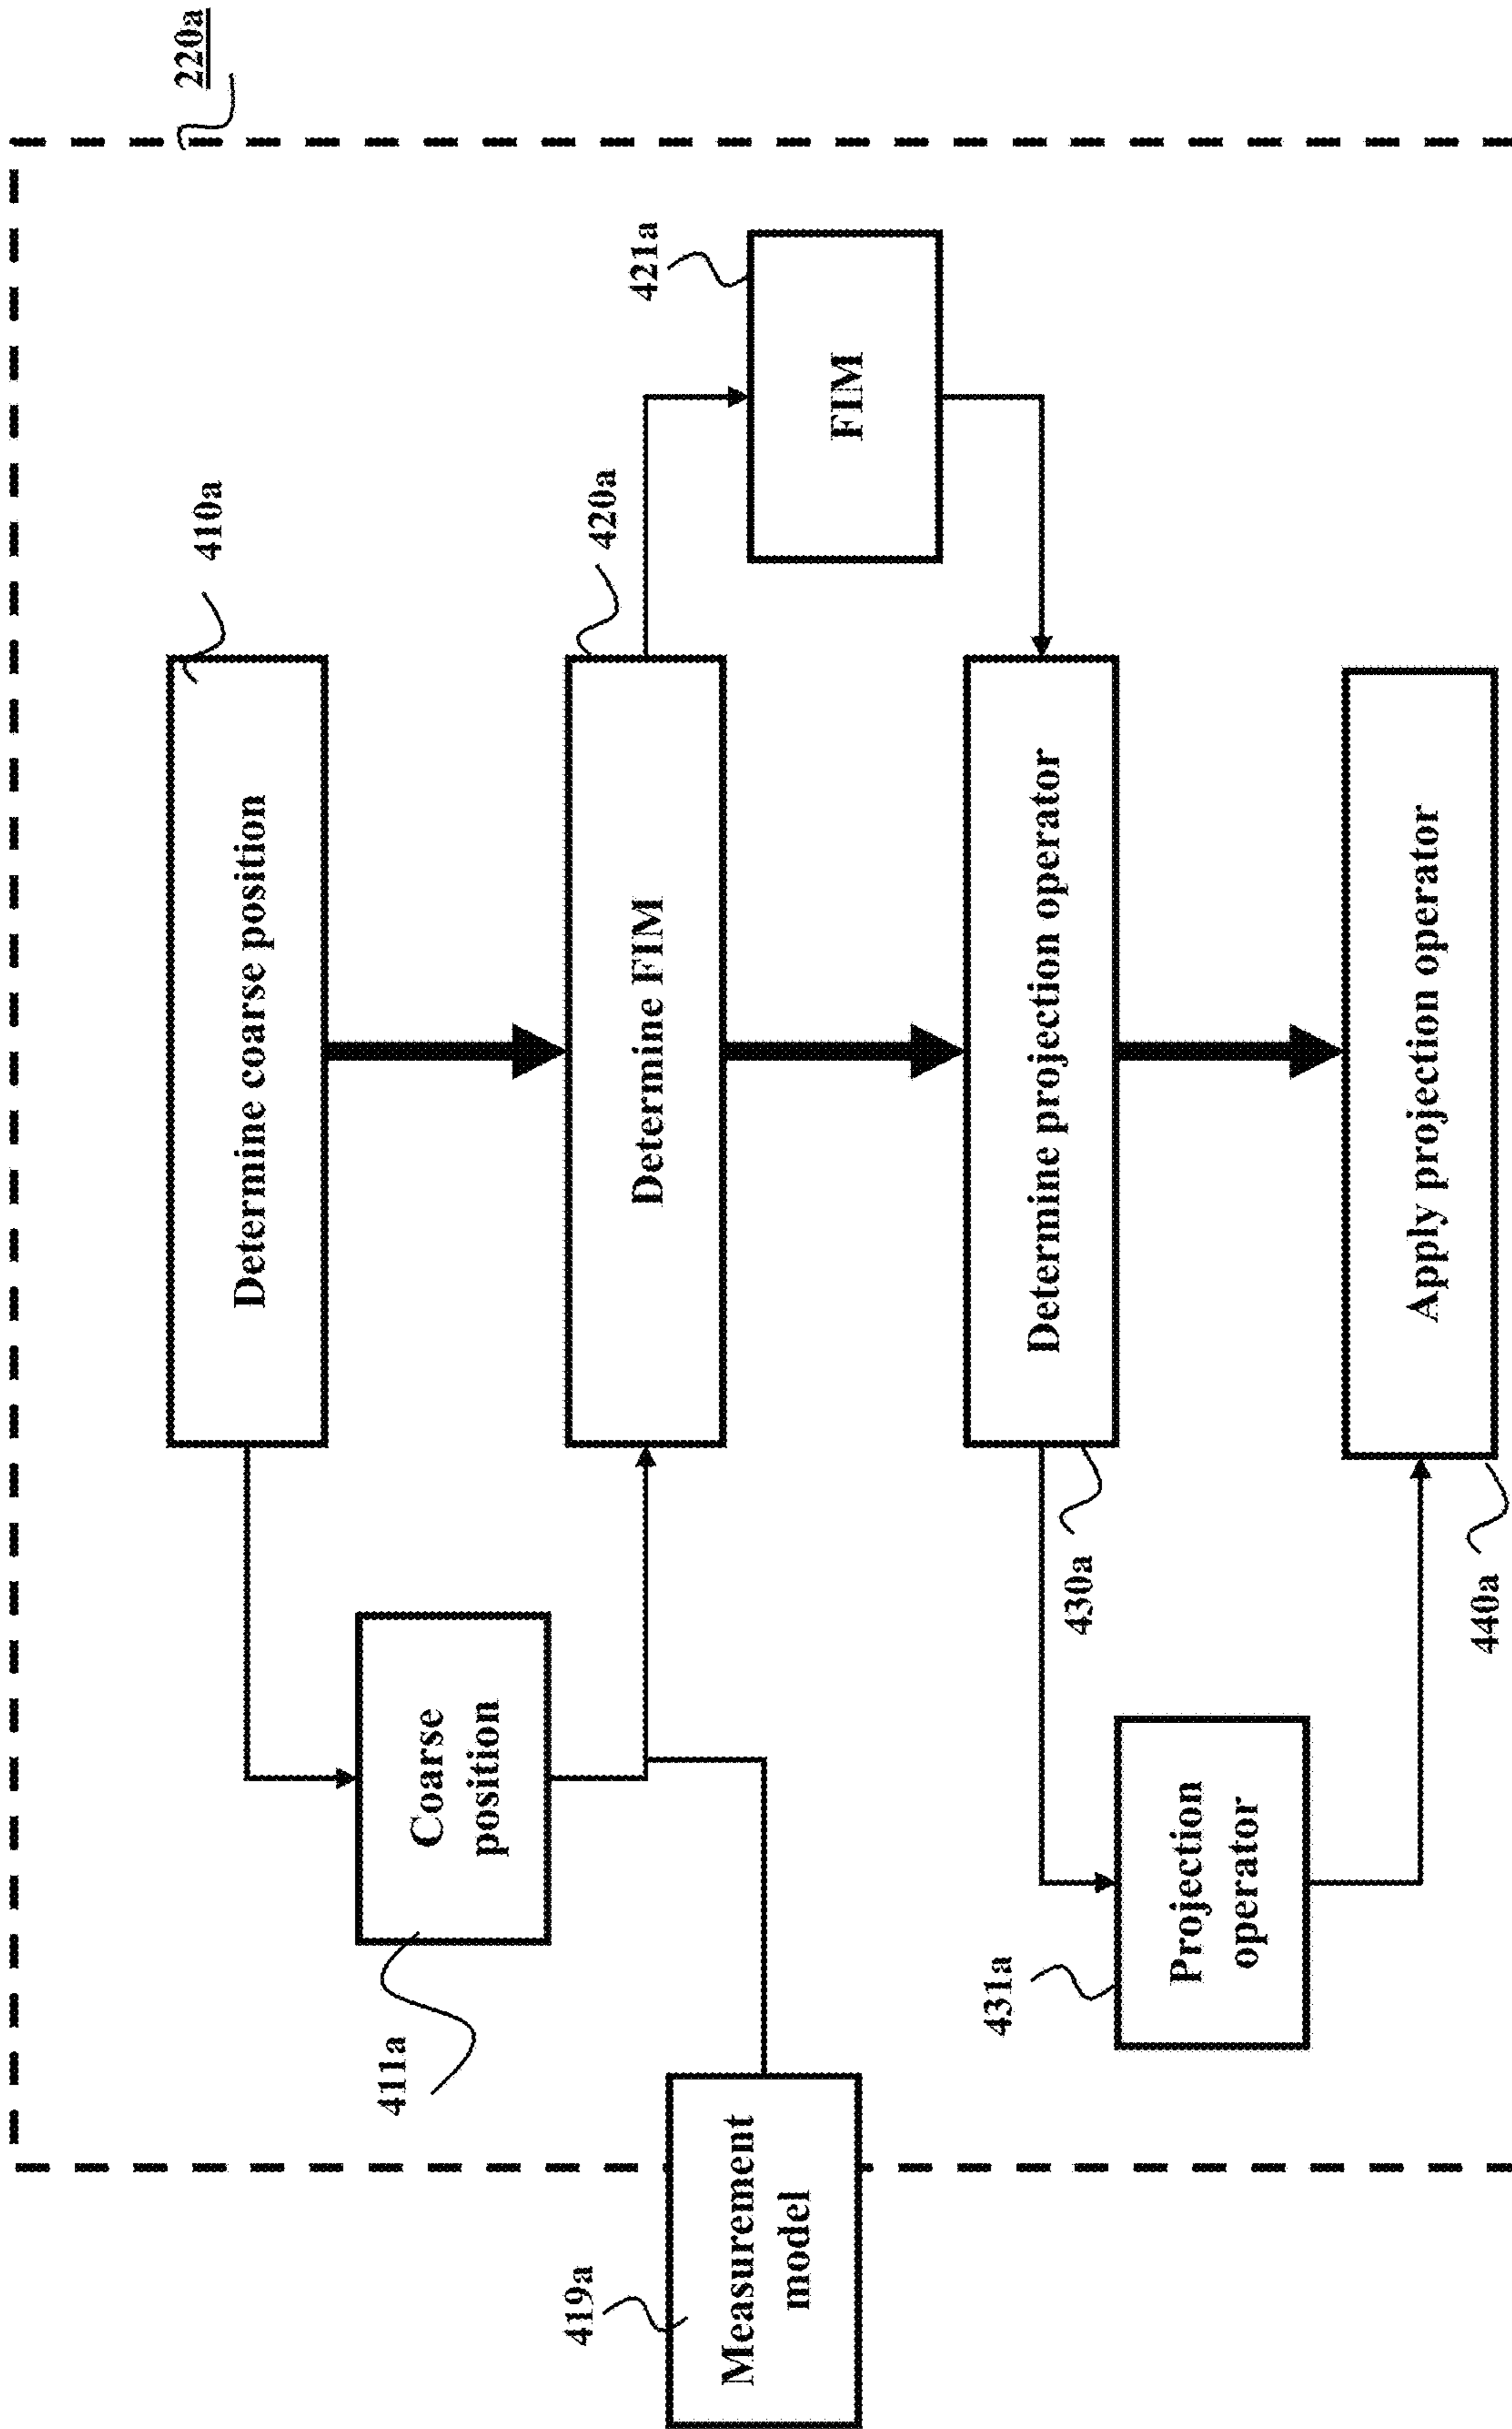 220a
410a
Determine coarse position
411a
Coarse
position
420a
Determine FIM
421a
FIM
419a
Measurement
model
Determine projection operator
430a
431a
Projection
operator
Apply projection operator
440a